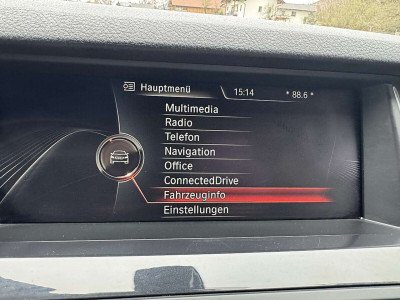 Hauptmenü 15:14 * 88.6 *
Multimedia
Radio
Telefon
Navigation
Office
ConnectedDrive
Fahrzeuginfo
Einstellungen